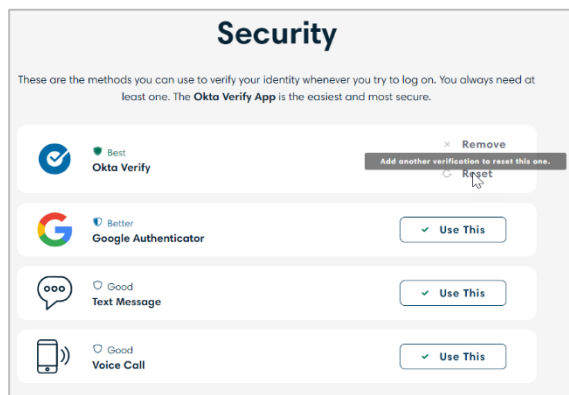 Security
These are the methods you can use to verify your identity whenever you try to log on. You always need at
least one. The Okta Verify App is the easiest and most secure.
Best
Okta Verify
× Remove
Add another verification to reset this one.
Reset
Better
Google Authenticator
✓ Use This
Good
Text Message
✓ Use This
Good
Voice Call
✓ Use This